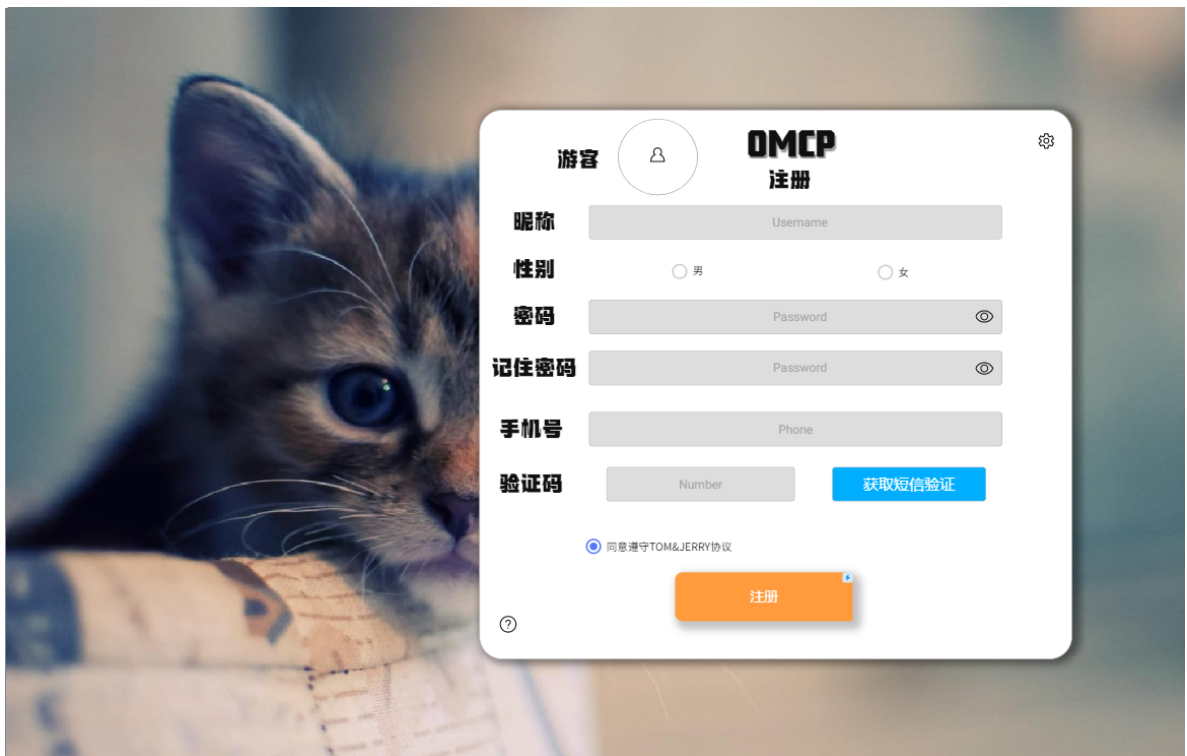 游客
OMCP
注册
昵称 Username
性别 男 女
密码 Password
记住密码 Password
手机号 Phone
验证码 Number 获取短信验证
同意遵守TOM&JERRY协议
注册